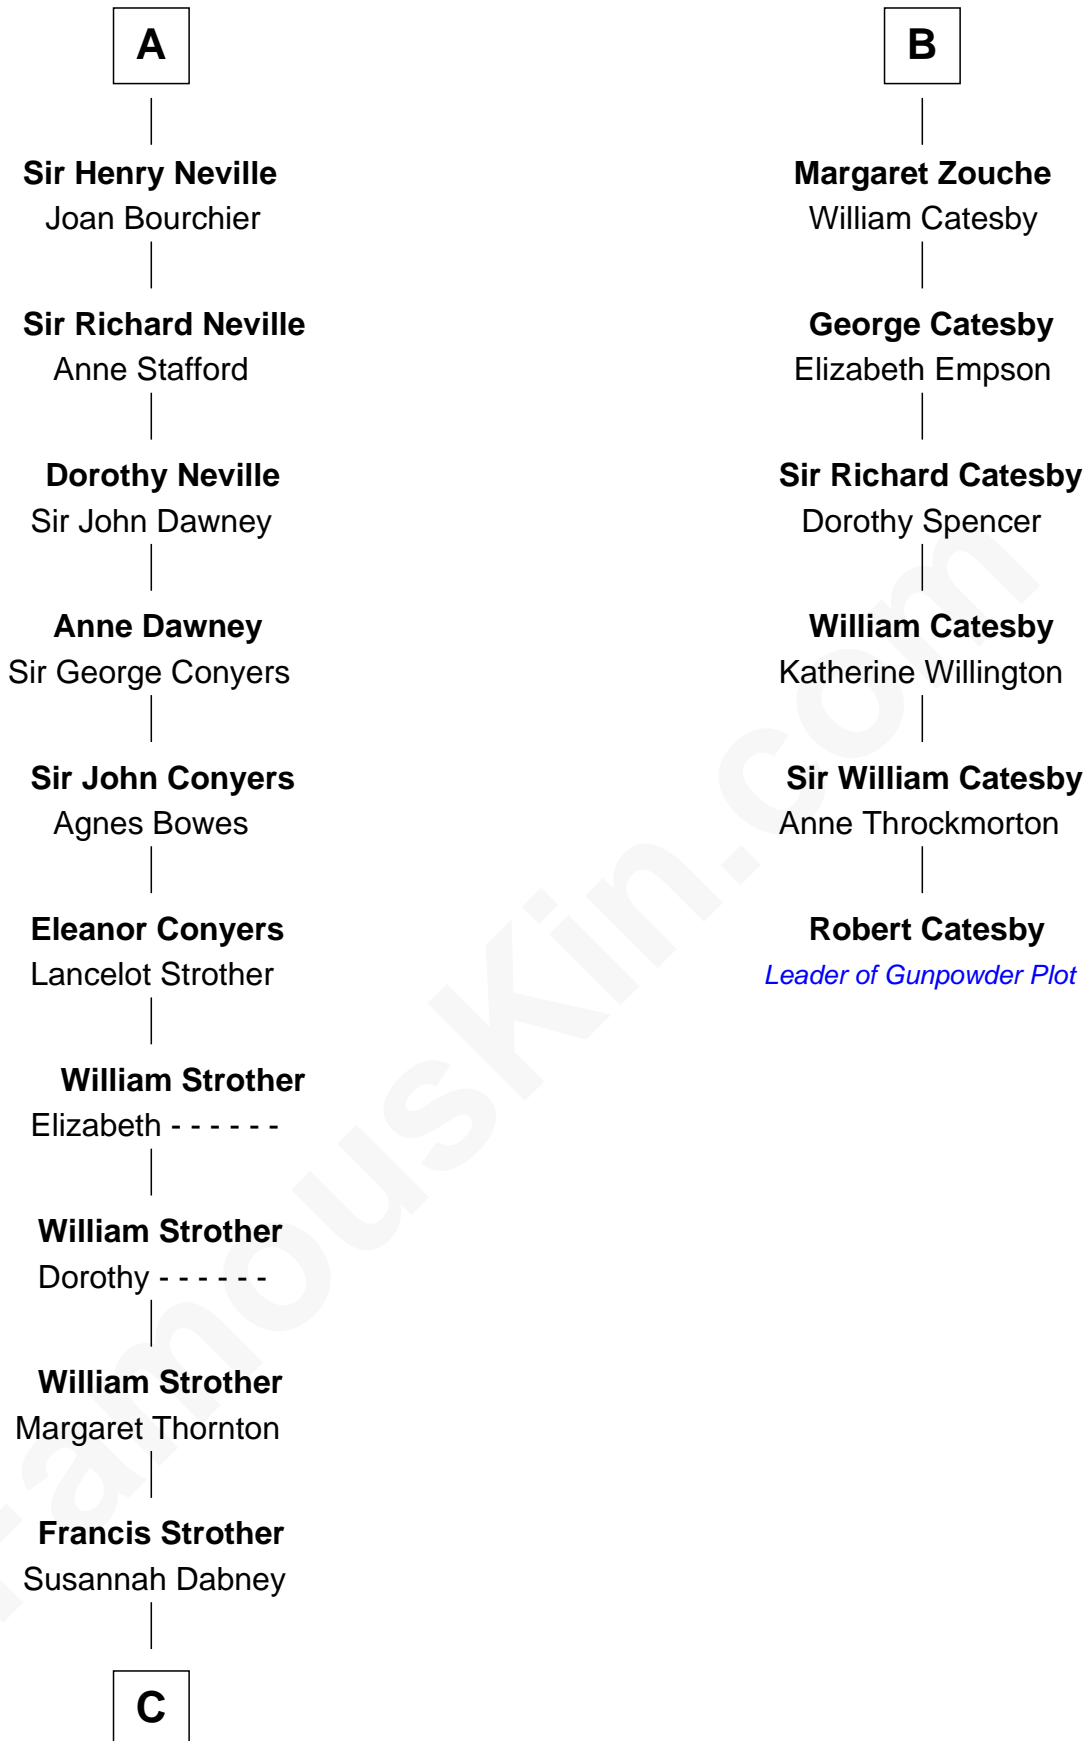 A
Sir Henry Neville
Joan Bourchier
Sir Richard Neville
Anne Stafford
Dorothy Neville
Sir John Dawney
Anne Dawney
Sir George Conyers
Sir John Conyers
Agnes Bowes
Eleanor Conyers
Lancelot Strother
William Strother
Elizabeth - - - - - -
William Strother
Dorothy - - - - - -
William Strother
Margaret Thornton
Francis Strother
Susannah Dabney
C
B
Margaret Zouche
William Catesby
George Catesby
Elizabeth Empson
Sir Richard Catesby
Dorothy Spencer
William Catesby
Katherine Willington
Sir William Catesby
Anne Throckmorton
Robert Catesby
Leader of Gunpowder Plot
FamousKin.com